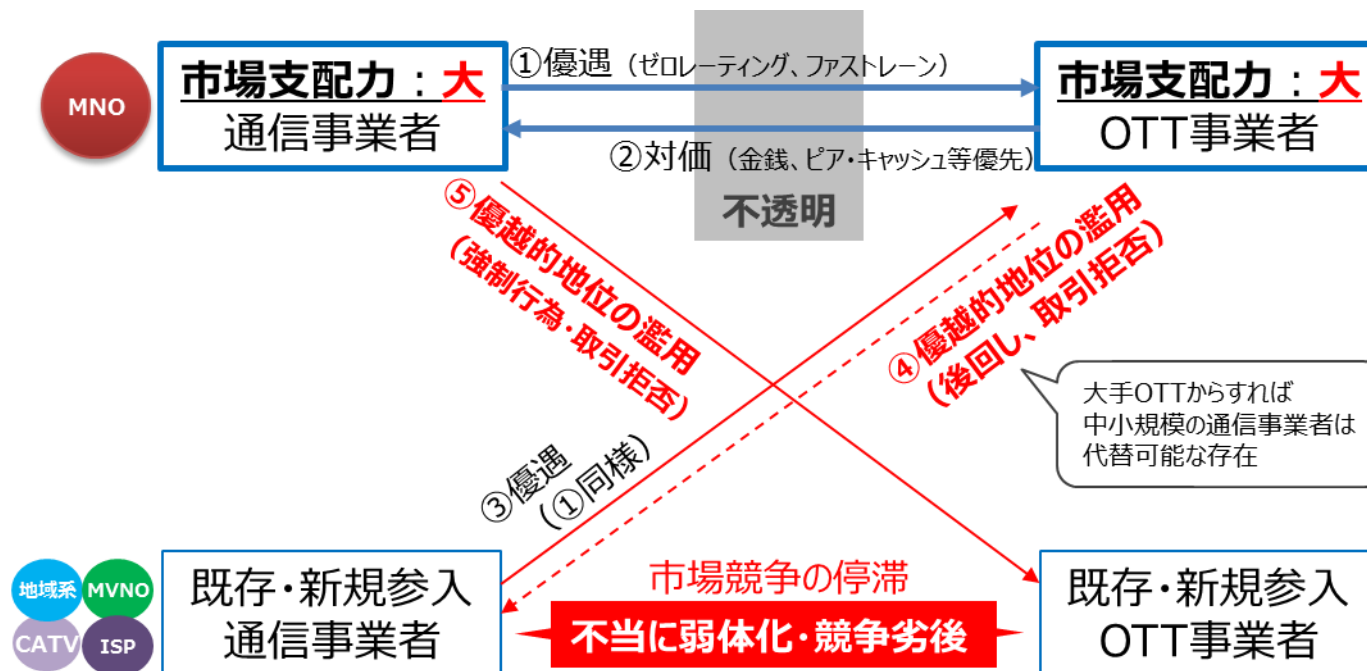 MNO
市場支配力：大
通信事業者
①優遇（ゼロレーティング、ファストレーン）
②対価（金銭、ピア・キャッシュ等優先）
不透明
市場支配力：大
OTT事業者
⑤優越的地位の濫用
（強制行為・取引拒否）
④優越的地位の濫用
（後回し、取引拒否）
大手OTTからすれば
中小規模の通信事業者は
代替可能な存在
③優遇
（①同様）
地域系
MVNO
CATV
ISP
既存・新規参入
通信事業者
市場競争の停滞
不当に弱体化・競争劣後
既存・新規参入
OTT事業者